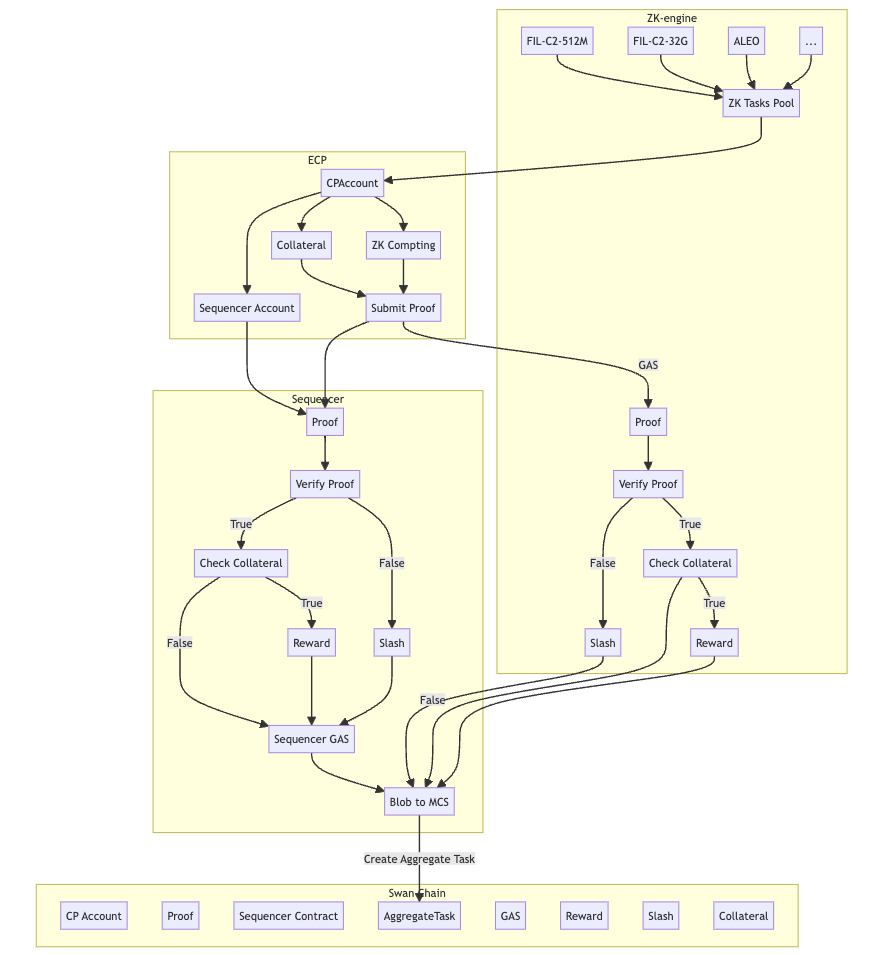 ZK-engine
FIL-C2-512M
FIL-C2-32G
ALEO
...
ZK Tasks Pool
ECP
CPAccount
Collateral
ZK Compting
Sequencer Account
Submit Proof
GAS
Sequencer
Proof
Proof
Verify Proof
Verify Proof
True
False
False
True
Check Collateral
Check Collateral
False
True
True
Reward
Slash
Slash
Reward
False
Sequencer GAS
Blob to MCS
Create Aggregate Task
Swan Chain
CP Account
Proof
Sequencer Contract
AggregateTask
GAS
Reward
Slash
Collateral